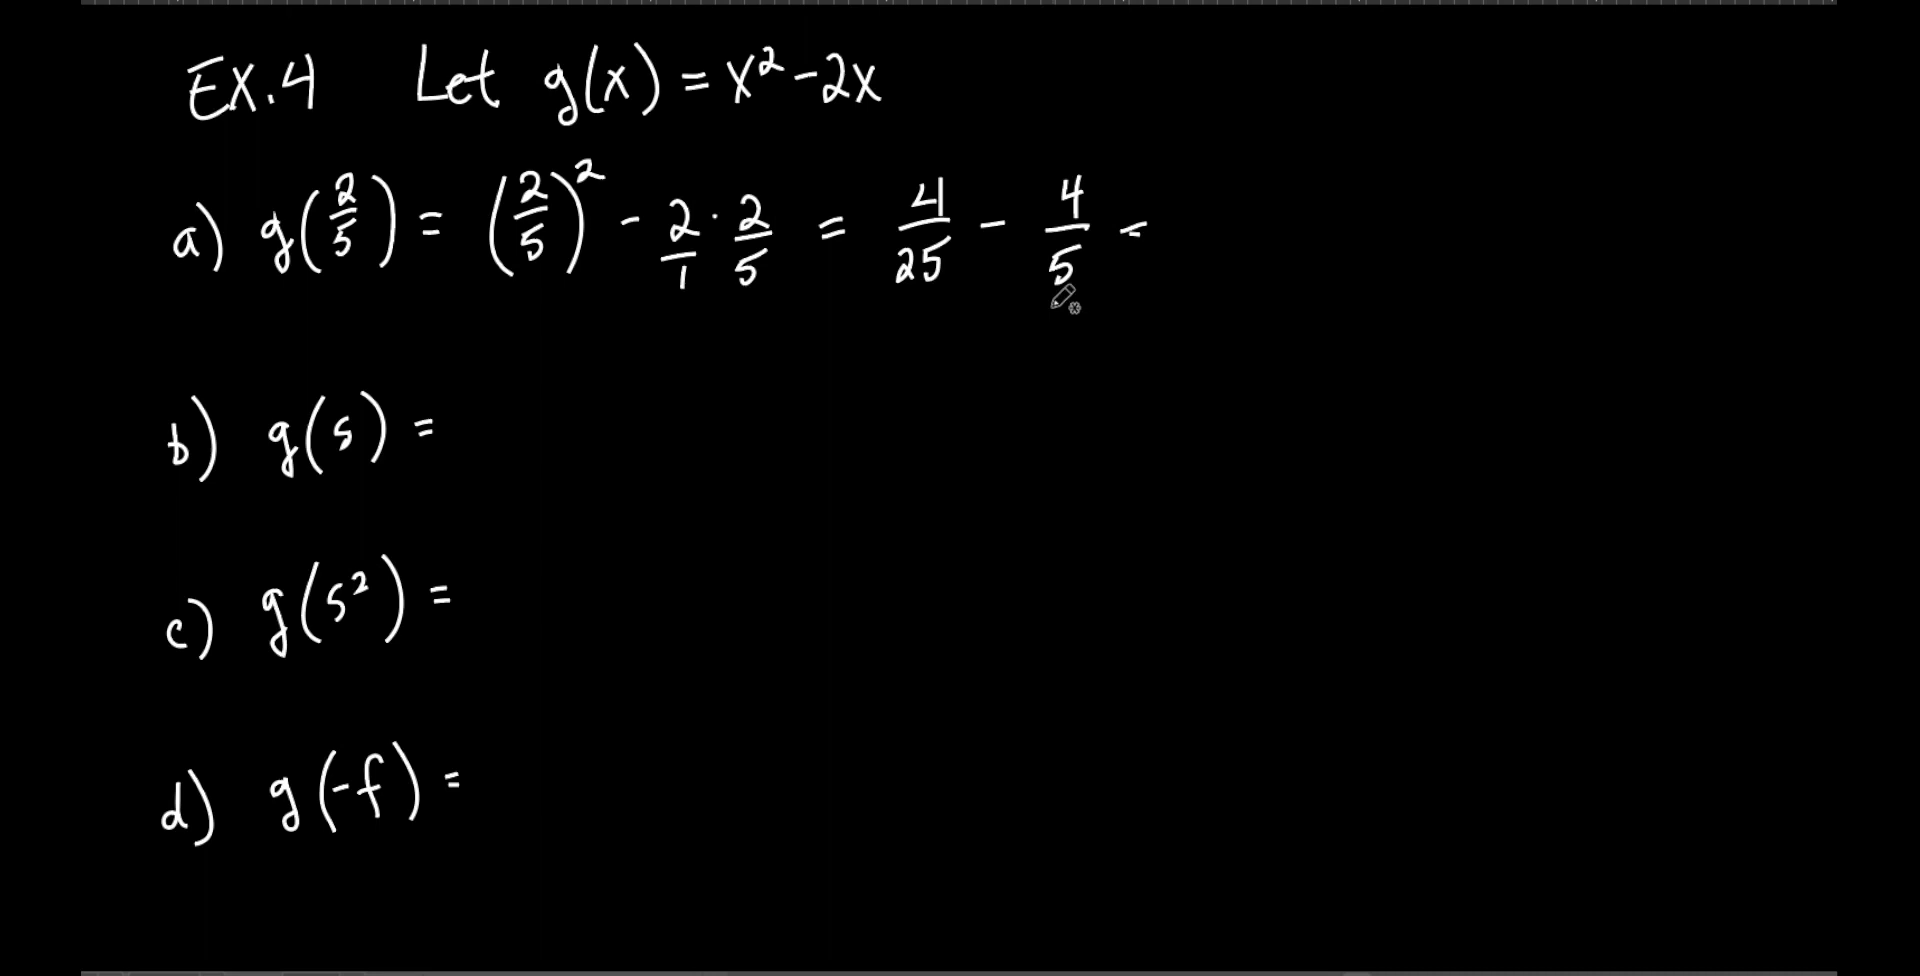 EX.4 Let g(x) = x² - 2x
a) g(2/5) = (2/5)² - 2/1 · 2/5 = 4/25 - 4/5 =
b) g(s) =
c) g(s²) =
d) g(-f) =